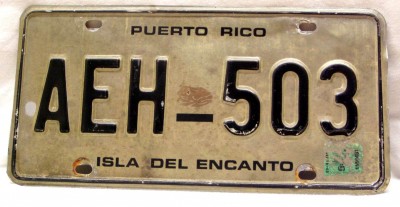 PUERTO RICO
AEH-503
ISLA DEL ENCANTO